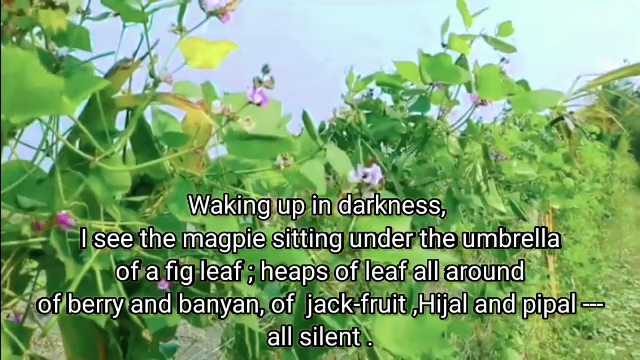 Waking up in darkness,
I see the magpie sitting under the umbrella
of a fig leaf ; heaps of leaf all around
of berry and banyan, of  jack-fruit ,Hijal and pipal ---
all silent .